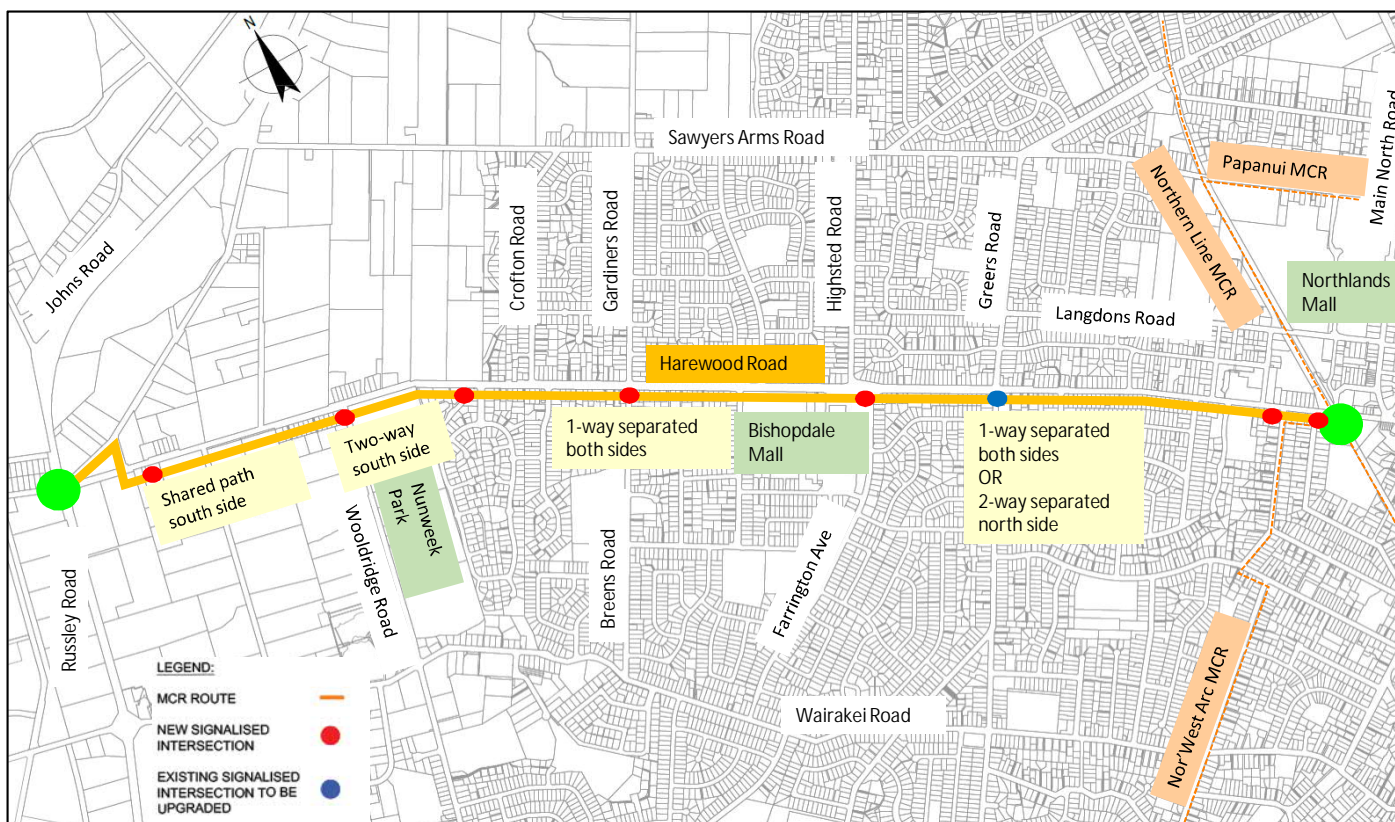 N
Sawyers Arms Road
Main North Road
Papanui MCR
Northern Line MCR
Johns Road
Crofton Road
Gardiners Road
Highsted Road
Greers Road
Langdons Road
Northlands
Mall
Harewood Road
Shared path
south side
Two-way
south side
1-way separated
both sides
Bishopdale
Mall
1-way separated
both sides
OR
2-way separated
north side
Nunweek
Park
Wooldridge Road
Russley Road
Breens Road
Farrington Ave
Nor'West Arc MCR
Wairakei Road
LEGEND:
MCR ROUTE
NEW SIGNALISED
INTERSECTION
EXISTING SIGNALISED
INTERSECTION TO BE
UPGRADED